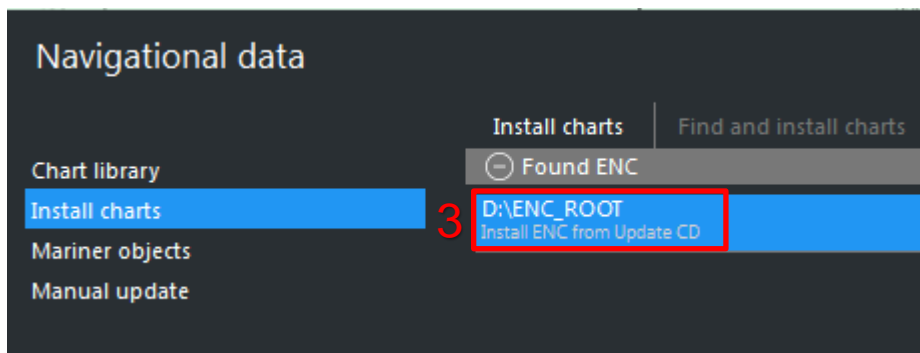 Navigational data
Install charts Find and install charts
Chart library
Found ENC
Install charts
3
D:\ENC_ROOT
Install ENC from Update CD
Mariner objects
Manual update